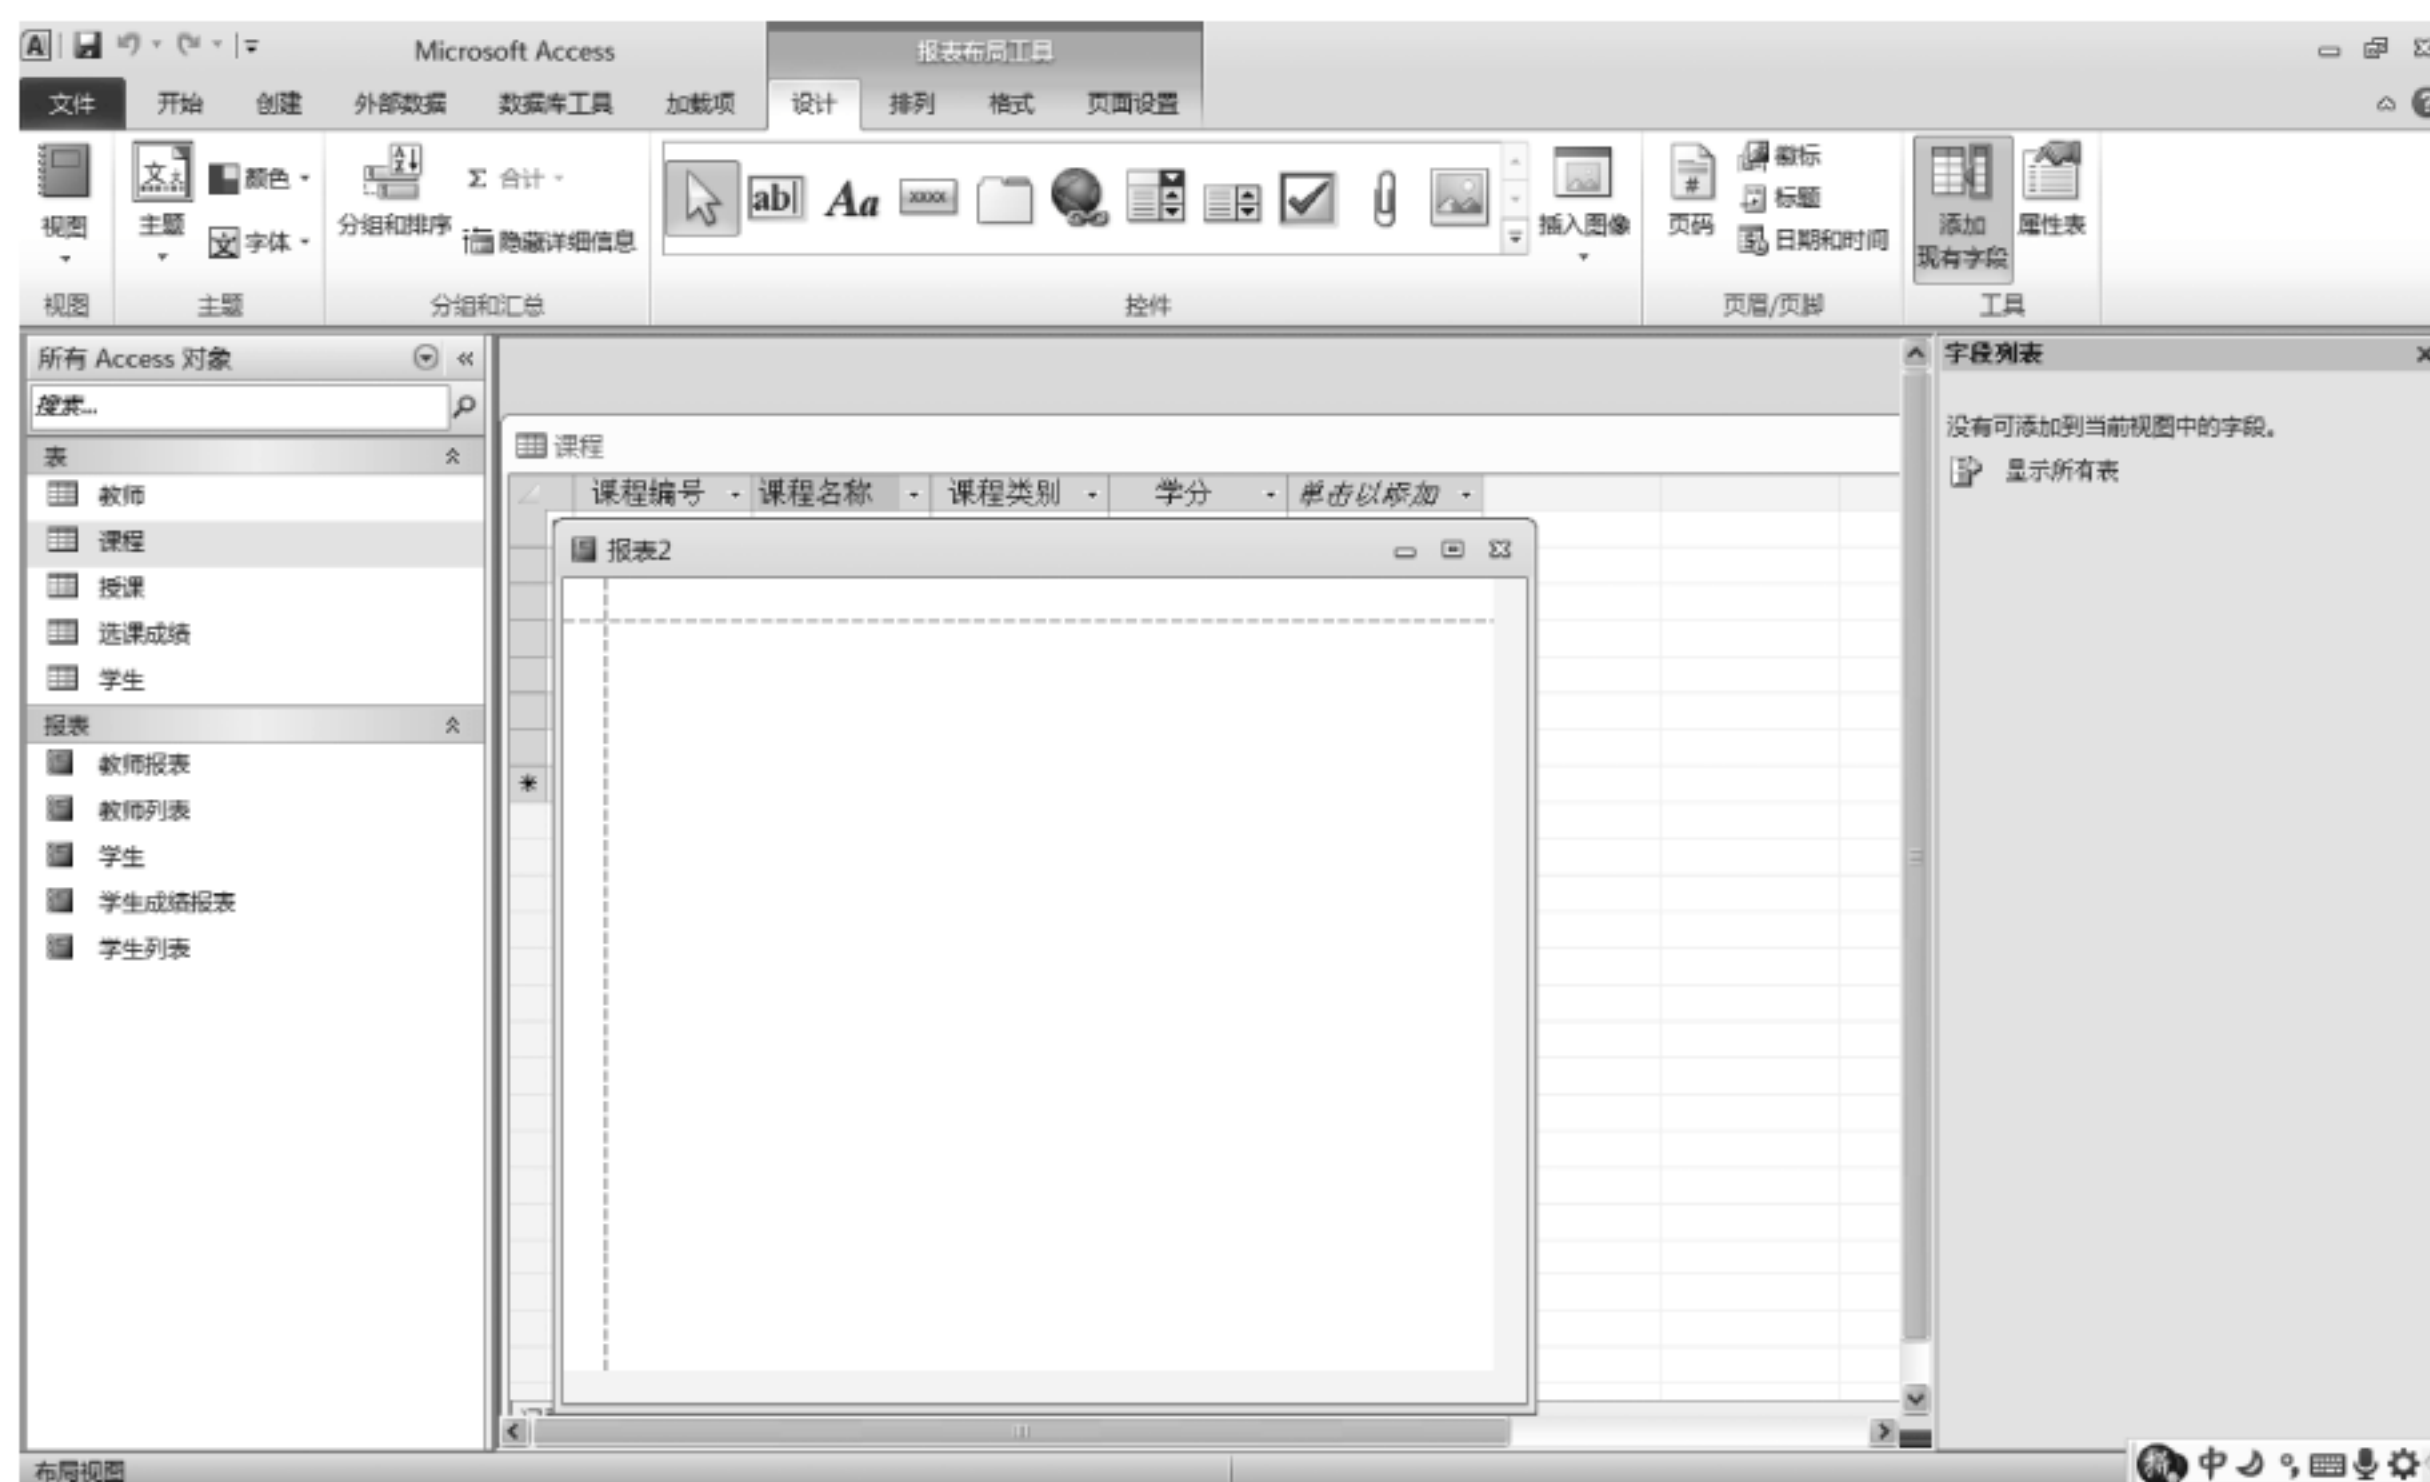 Microsoft Access
报表布局工具
文件 开始 创建 外部数据 数据库工具 加载项 设计 排列 格式 页面设置
视图 主题 颜色 字体 分组和排序 Σ 合计 隐藏详细信息 ab Aa xxxx 插入图像 页码 徽标 标题 日期和时间 添加现有字段 属性表
视图 主题 分组和汇总 控件 页眉/页脚 工具
所有 Access 对象
搜索...
表
教师
课程
授课
选课成绩
学生
报表
教师报表
教师列表
学生
学生成绩报表
学生列表
课程
课程编号 课程名称 课程类别 学分 单击以添加
报表2
字段列表
没有可添加到当前视图中的字段。
显示所有表
布局视图
中